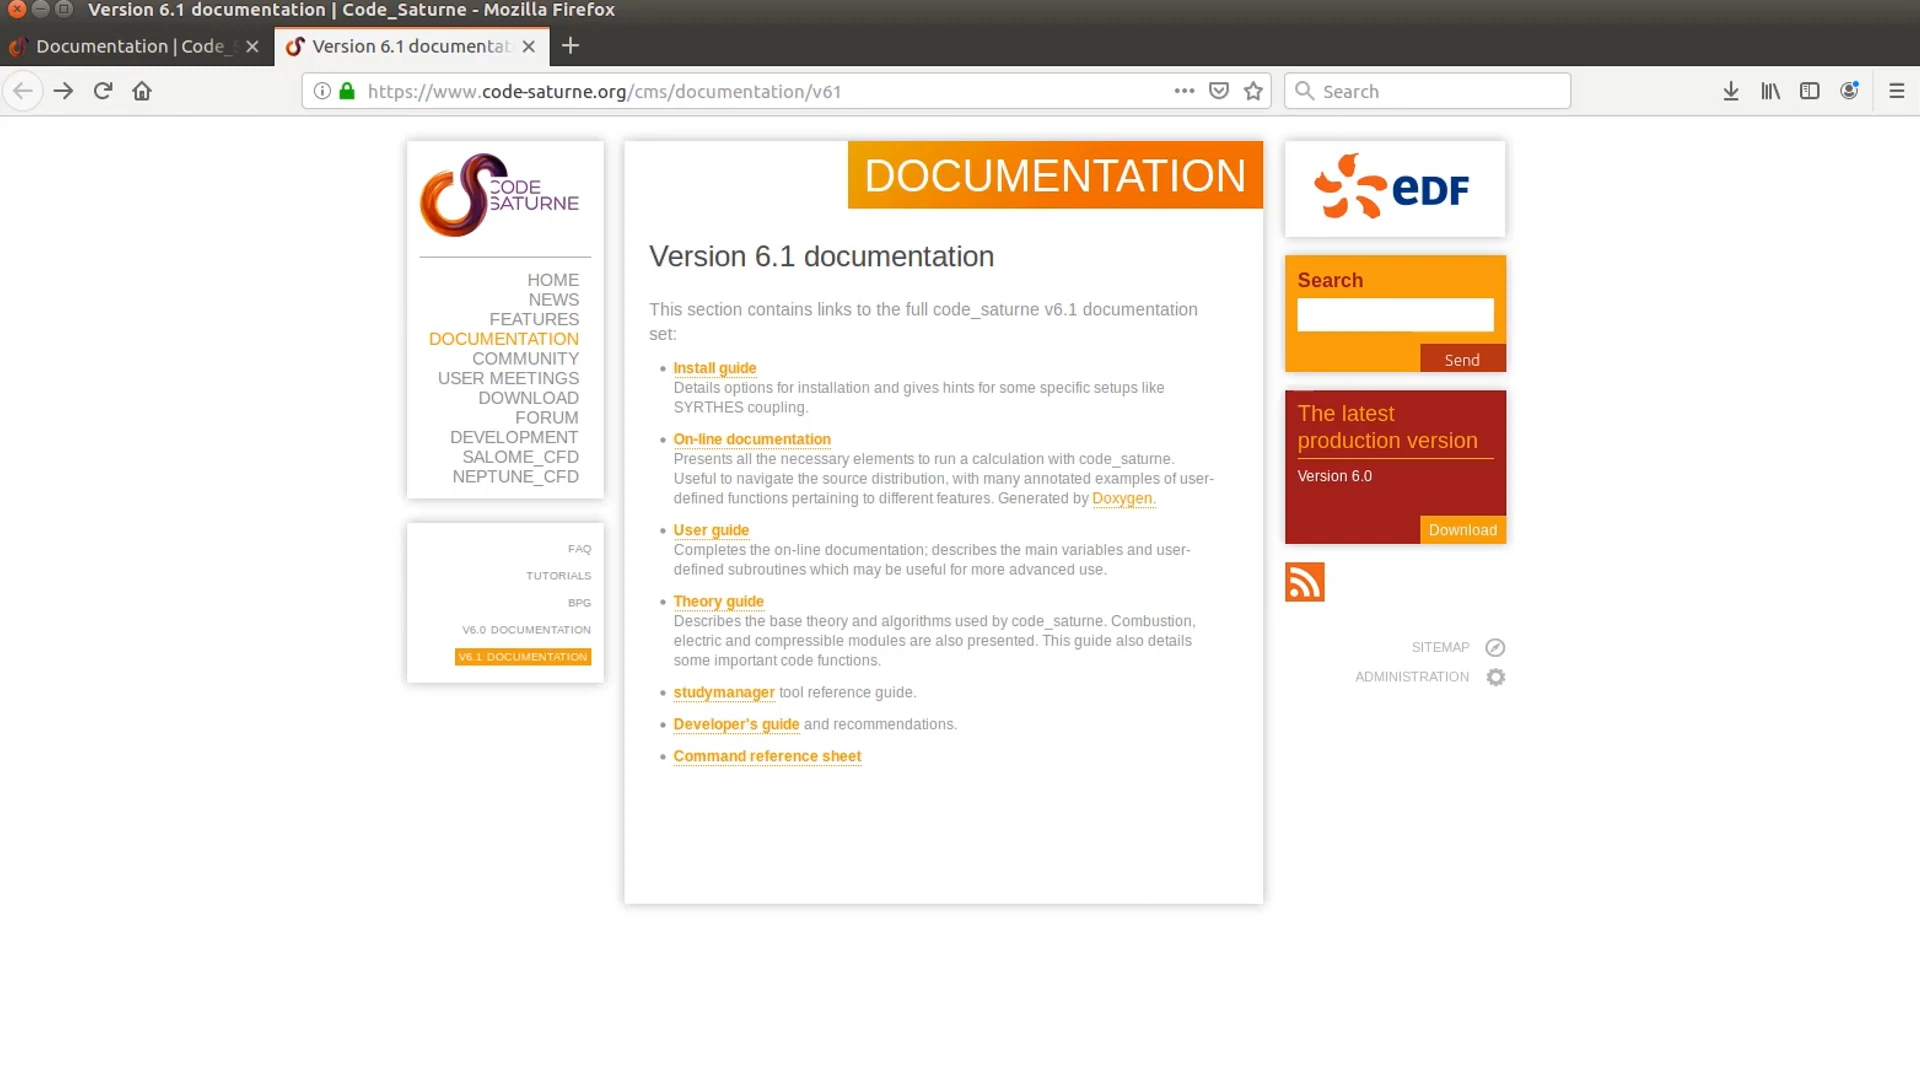 Version 6.1 documentation | Code_Saturne - Mozilla Firefox
Documentation | Code_
Version 6.1 documentat
https://www.code-saturne.org/cms/documentation/v61
Search
CODE
SATURNE
HOME
NEWS
FEATURES
DOCUMENTATION
COMMUNITY
USER MEETINGS
DOWNLOAD
FORUM
DEVELOPMENT
SALOME_CFD
NEPTUNE_CFD
FAQ
TUTORIALS
BPG
V6.0 DOCUMENTATION
V6.1 DOCUMENTATION
DOCUMENTATION
Version 6.1 documentation
This section contains links to the full code_saturne v6.1 documentation
set:
Install guide
Details options for installation and gives hints for some specific setups like
SYRTHES coupling.
On-line documentation
Presents all the necessary elements to run a calculation with code_saturne.
Useful to navigate the source distribution, with many annotated examples of user-
defined functions pertaining to different features. Generated by Doxygen.
User guide
Completes the on-line documentation; describes the main variables and user-
defined subroutines which may be useful for more advanced use.
Theory guide
Describes the base theory and algorithms used by code_saturne. Combustion,
electric and compressible modules are also presented. This guide also details
some important code functions.
studymanager tool reference guide.
Developer's guide and recommendations.
Command reference sheet
eDF
Search
Send
The latest
production version
Version 6.0
Download
SITEMAP
ADMINISTRATION